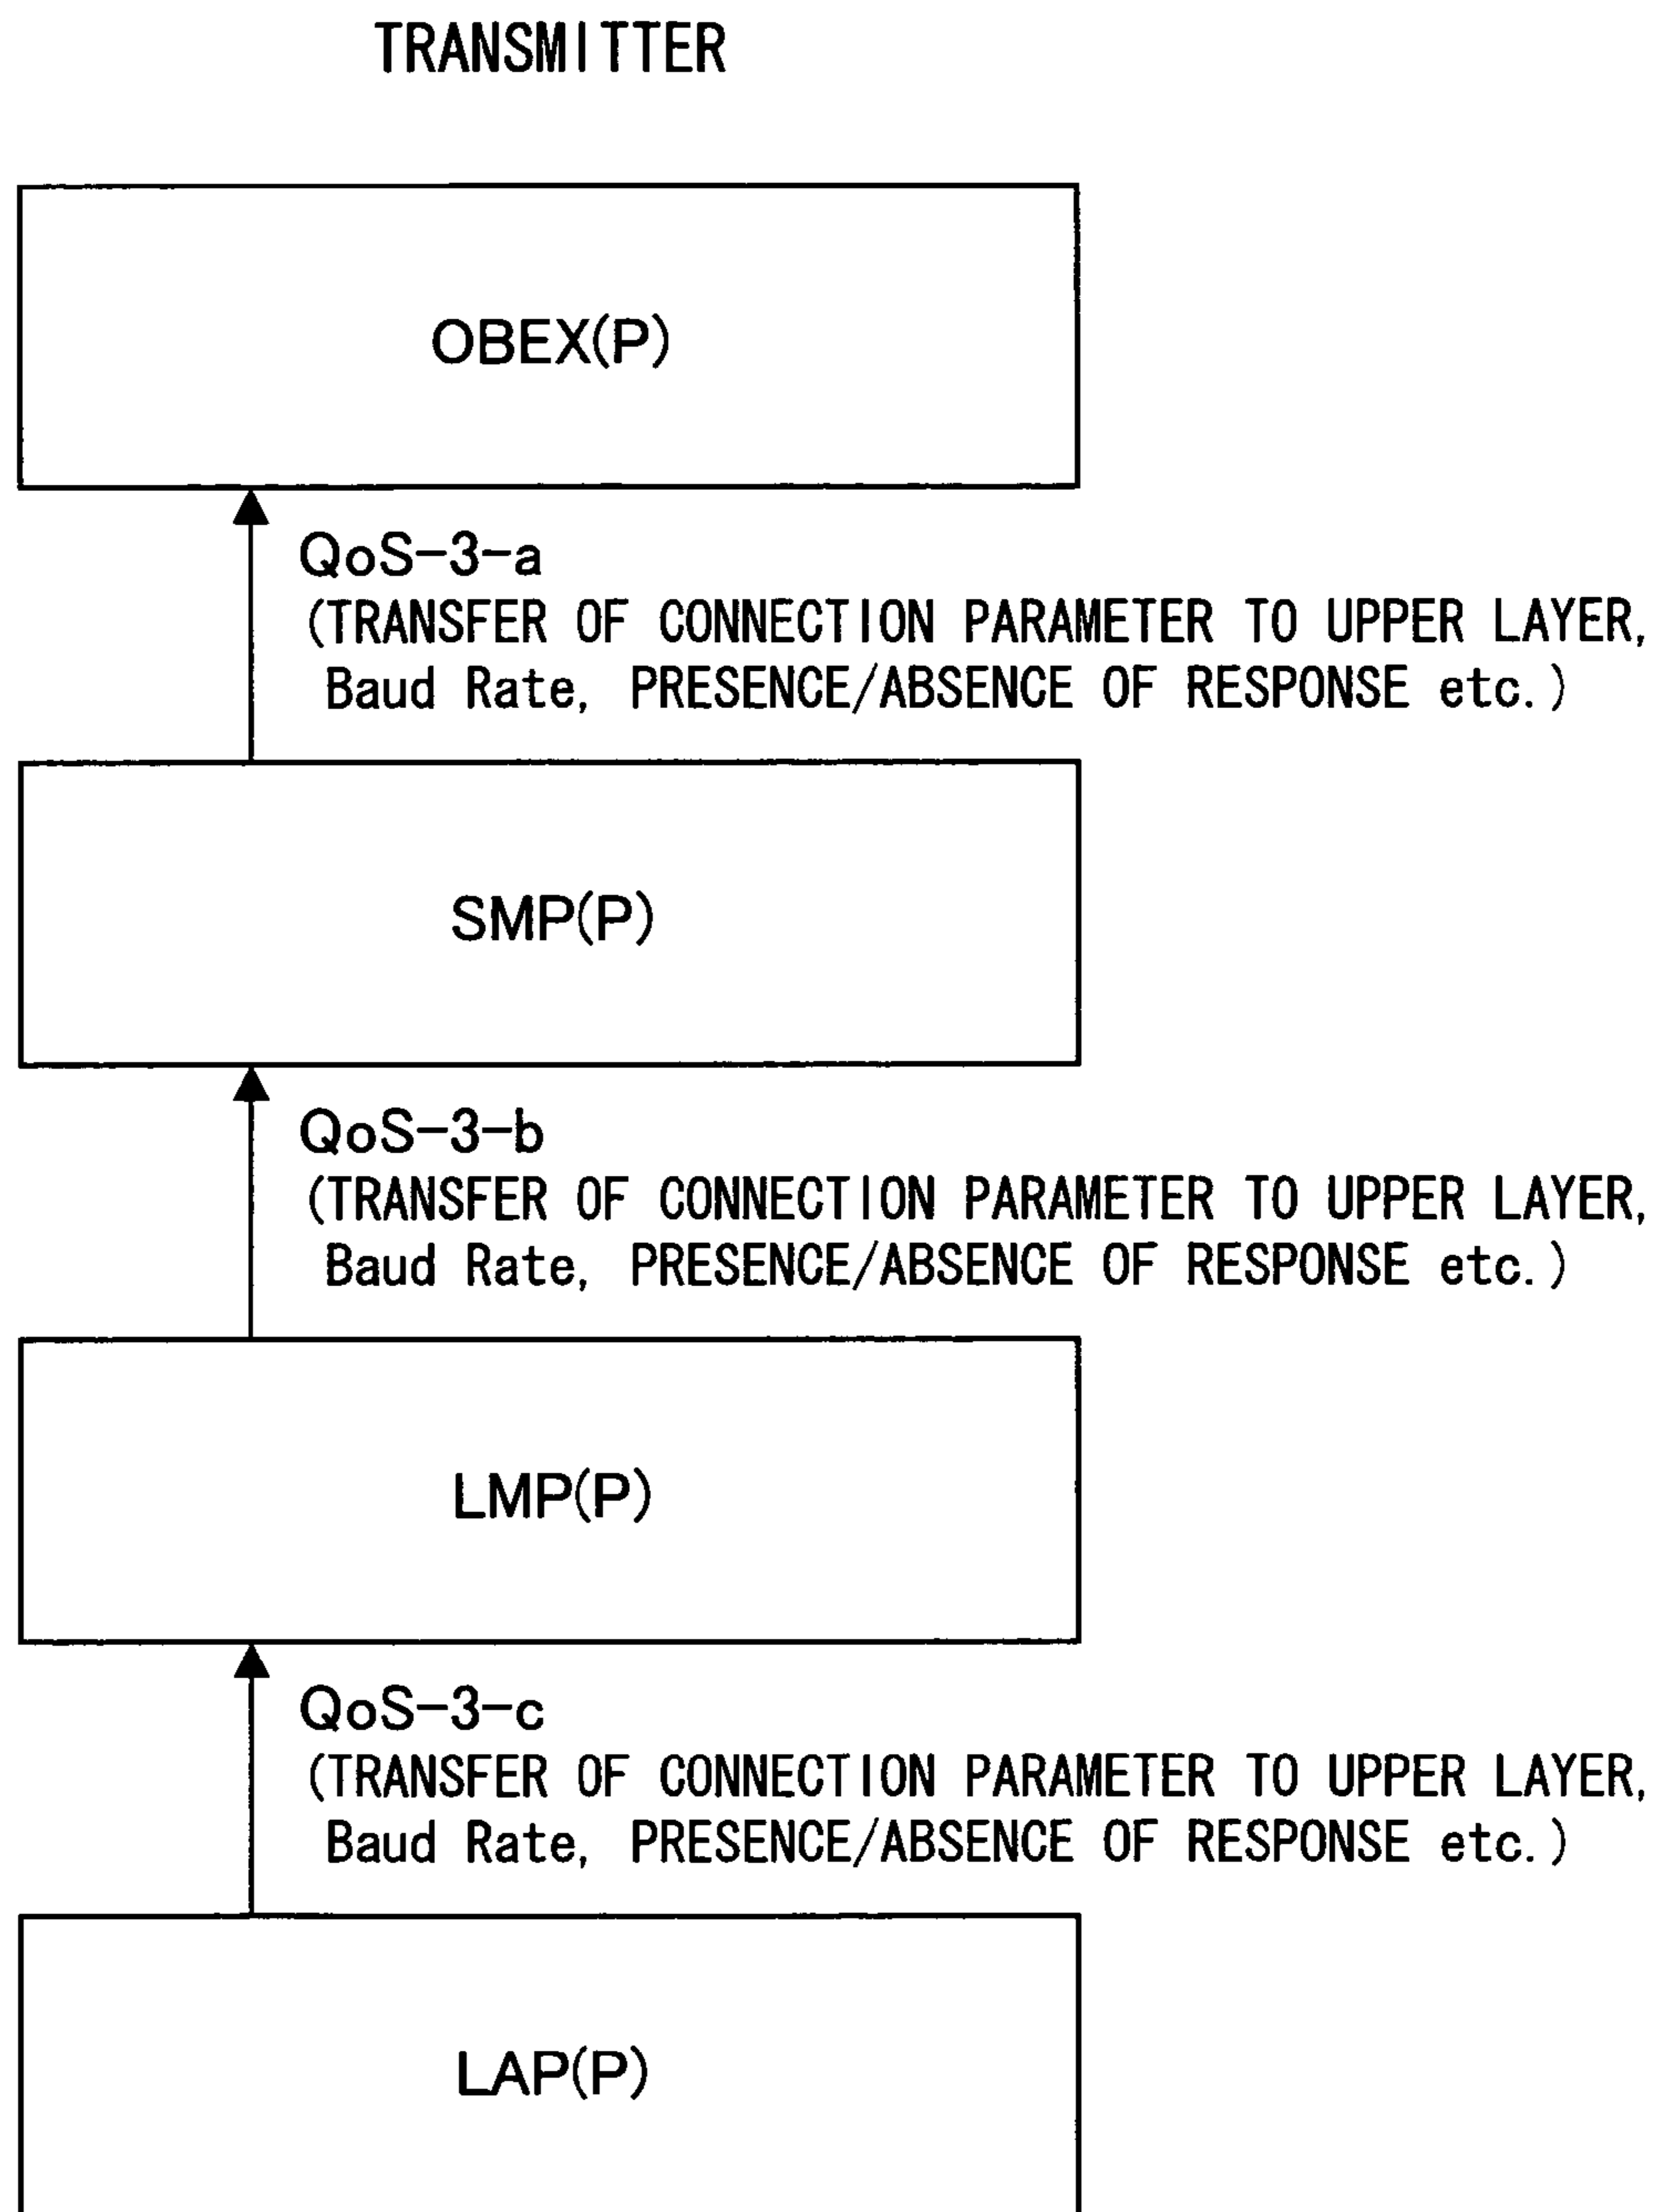 TRANSMITTER
OBEX(P)
QoS-3-a
(TRANSFER OF CONNECTION PARAMETER TO UPPER LAYER,
Baud Rate, PRESENCE/ABSENCE OF RESPONSE etc.)
SMP(P)
QoS-3-b
(TRANSFER OF CONNECTION PARAMETER TO UPPER LAYER,
Baud Rate, PRESENCE/ABSENCE OF RESPONSE etc.)
LMP(P)
QoS-3-c
(TRANSFER OF CONNECTION PARAMETER TO UPPER LAYER,
Baud Rate, PRESENCE/ABSENCE OF RESPONSE etc.)
LAP(P)